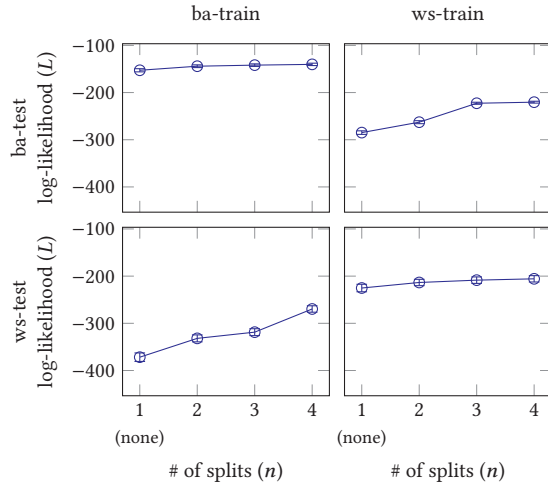 ba-train ws-train
ba-test
log-likelihood (L)
−100
−200
−300
−400
ws-test
log-likelihood (L)
−100
−200
−300
−400
1 2 3 4 1 2 3 4
(none) (none)
# of splits (n) # of splits (n)